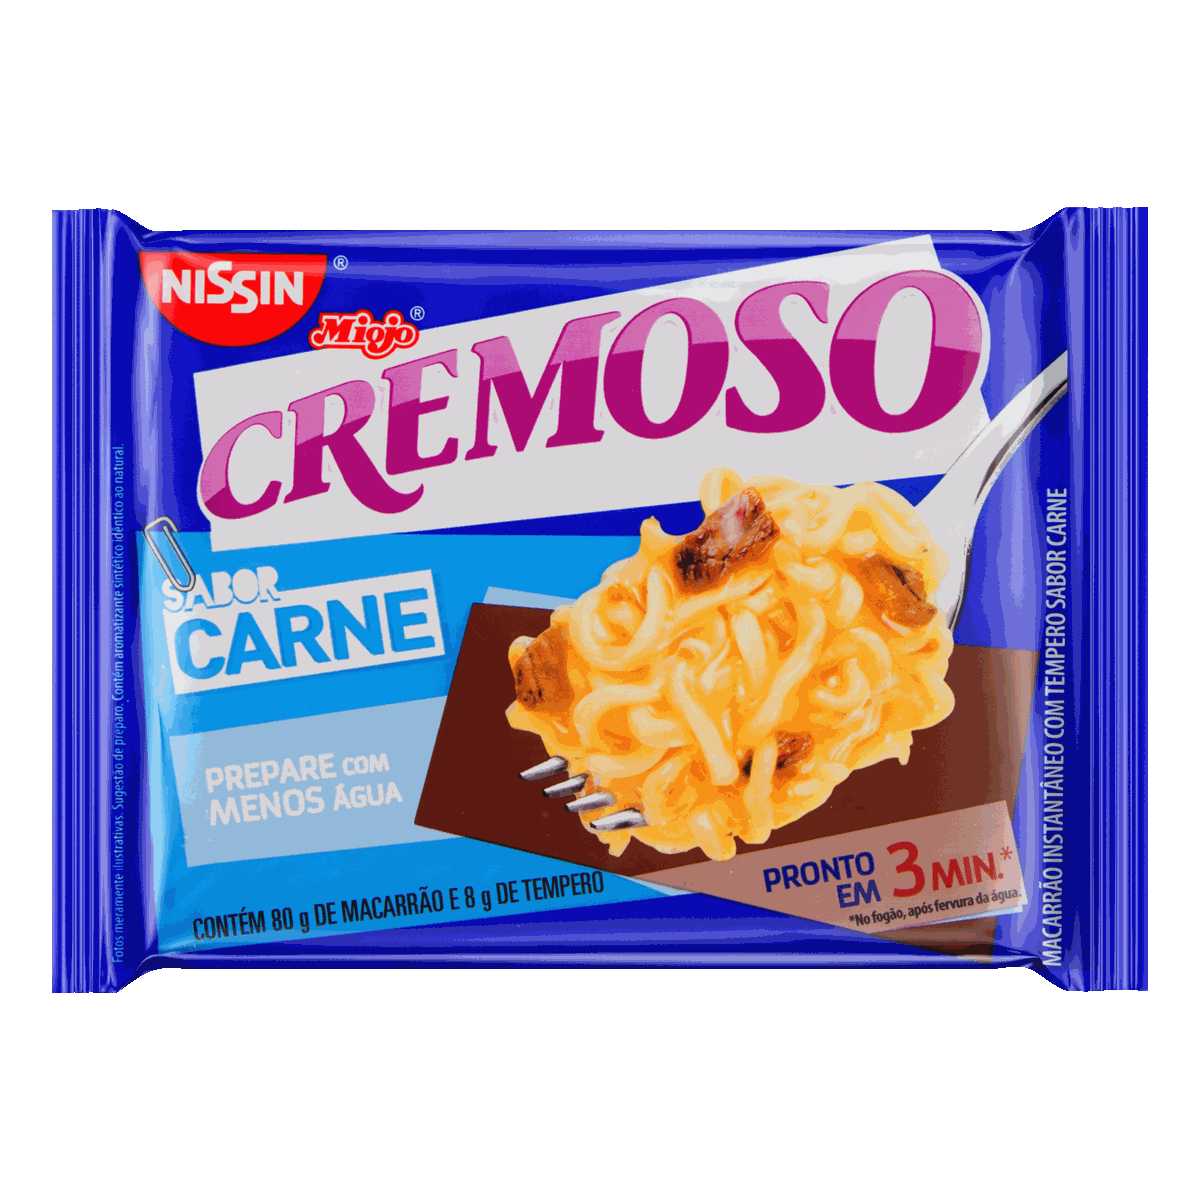 NISSIN ®
Miojo ®
CREMOSO
SABOR
CARNE
PREPARE COM
MENOS ÁGUA
CONTÉM 80 g DE MACARRÃO E 8 g DE TEMPERO
PRONTO
EM 3 MIN.*
*No fogão, após fervura da água.
Fotos meramente ilustrativas. Sugestão de preparo. Contém aromatizante sintético idêntico ao natural.
MACARRÃO INSTANTÂNEO COM TEMPERO SABOR CARNE